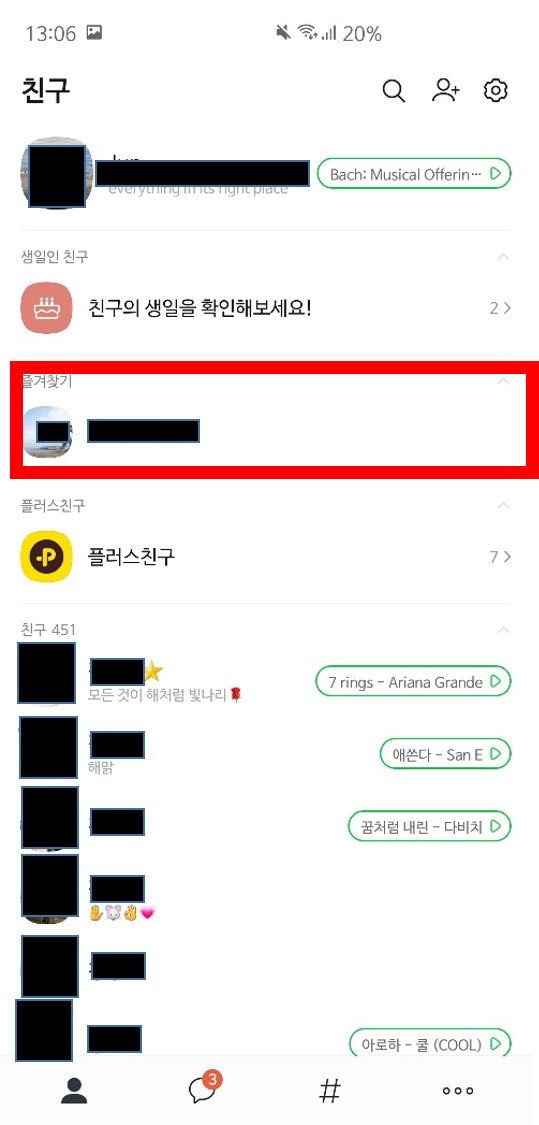 13:06 20%
친구
everything in its right place
Bach: Musical Offerin···
생일인 친구
친구의 생일을 확인해보세요!
2
즐겨찾기
플러스친구
플러스친구
7
친구 451
모든 것이 해처럼 빛나리
7 rings - Ariana Grande
애쓴다 - San E
해맑
꿈처럼 내린 - 다비치
아로하 - 쿨 (COOL)
3
#